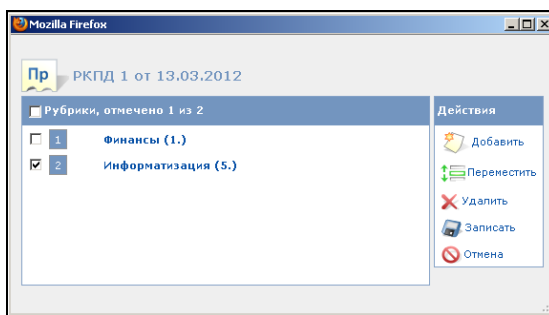 Mozilla Firefox
Пр РКПД 1 от 13.03.2012
Рубрики, отмечено 1 из 2
Действия
1 Финансы (1.)
2 Информатизация (5.)
Добавить
Переместить
Удалить
Записать
Отмена